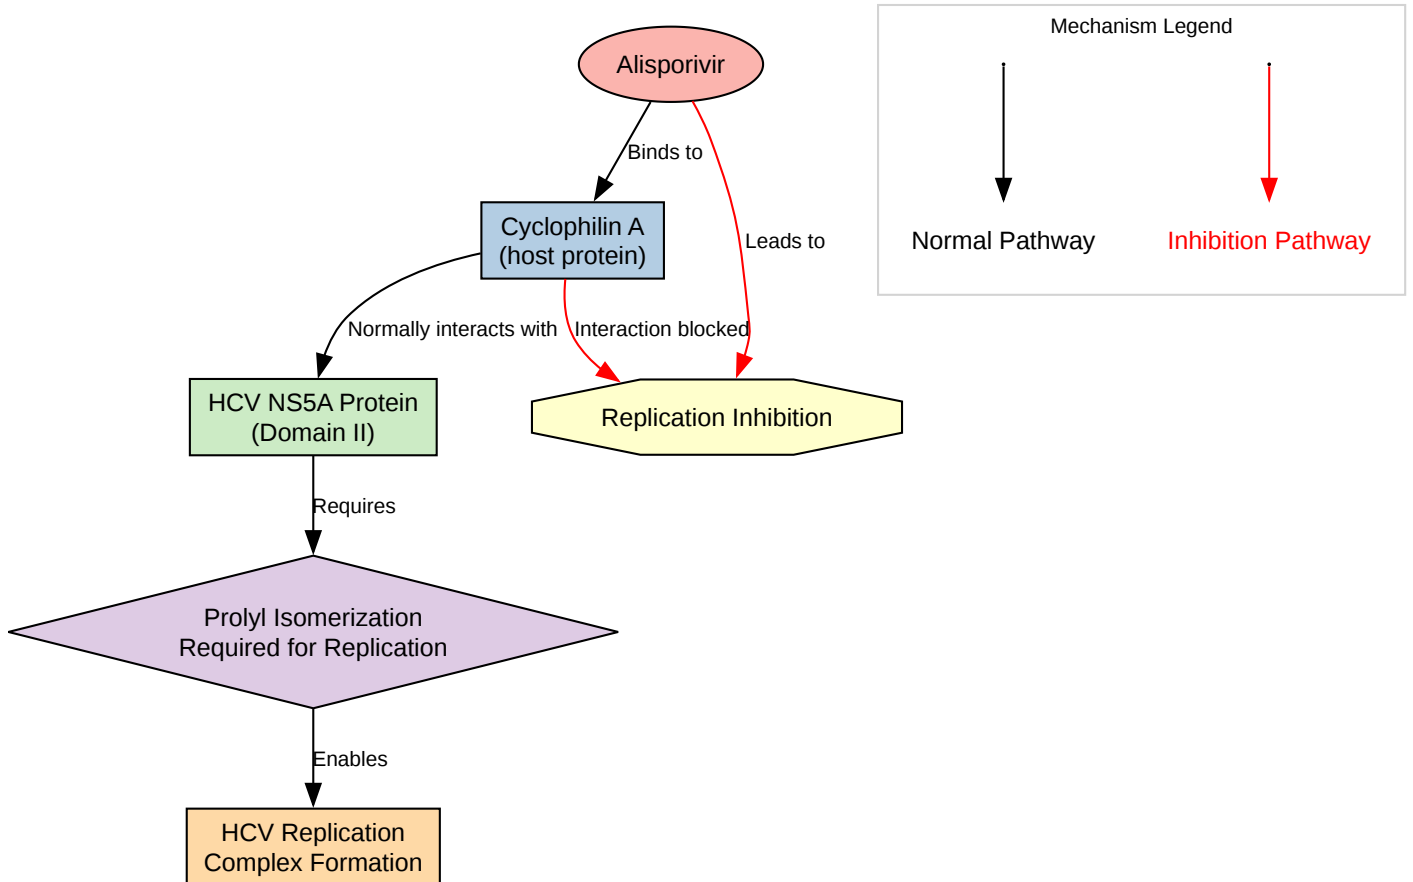 Mechanism Legend
Alisporivir
Binds to
Cyclophilin A
(host protein)
Leads to
Normal Pathway
Inhibition Pathway
Normally interacts with
Interaction blocked
HCV NS5A Protein
(Domain II)
Replication Inhibition
Requires
Prolyl Isomerization
Required for Replication
Enables
HCV Replication
Complex Formation